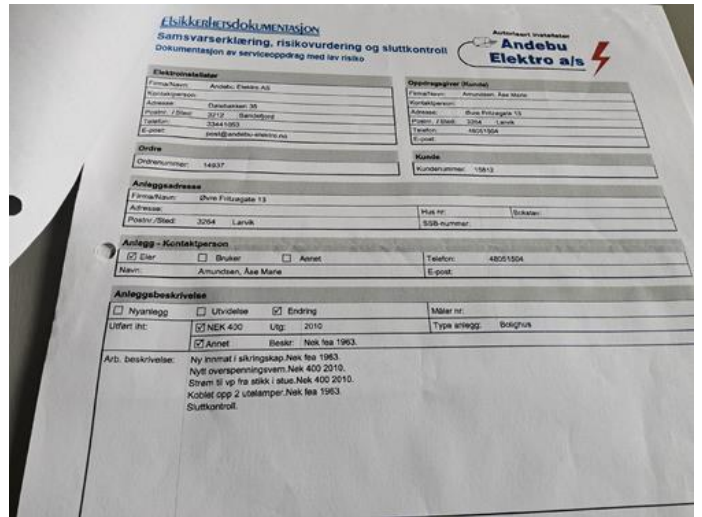 Elsikkerhetsdokumentasjon
Samsvarserklæring, risikovurdering og sluttkontroll
Dokumentasjon av serviceoppdrag med lav risiko
Autorisert installatør
Andebu
Elektro a/s
Elektroinstallatør
Firma/Navn: Andebu Elektro AS
Kontaktperson:
Adresse:
Postnr. / Sted: 3212 Sandefjord
Telefon: 33441053
E-post: post@andebu-elektro.no
Oppdragsgiver (Kunde)
Firma/Navn: Amundsen, Åse Marie
Kontaktperson:
Adresse: Øvre Fritzøgate 13
Postnr. / Sted: 3264 Larvik
Telefon: 48051504
E-post:
Ordre
Ordrenummer: 14937
Kunde
Kundenummer: 15812
Anleggsadresse
Firma/Navn: Øvre Fritzøgate 13
Adresse:
Hus nr:
Postnr./Sted: 3264 Larvik
SSB-nummer:
Anlegg - Kontaktperson
Eier Bruker Annet Telefon: 48051504
Navn: Amundsen, Åse Marie E-post:
Anleggsbeskrivelse
Nyanlegg Utvidelse Endring Måler nr:
Utført iht: NEK 400 Utg: 2010 Type anlegg: Bolighus
Annet Beskr: Nek fea 1963.
Arb. beskrivelse: Ny innmat i sikringskap.Nek fea 1963.
Nytt overspenningsvern.Nek 400 2010.
Strøm til vp fra stikk i stue.Nek 400 2010.
Koblet opp 2 utelamper.Nek fea 1963.
Sluttkontroll.